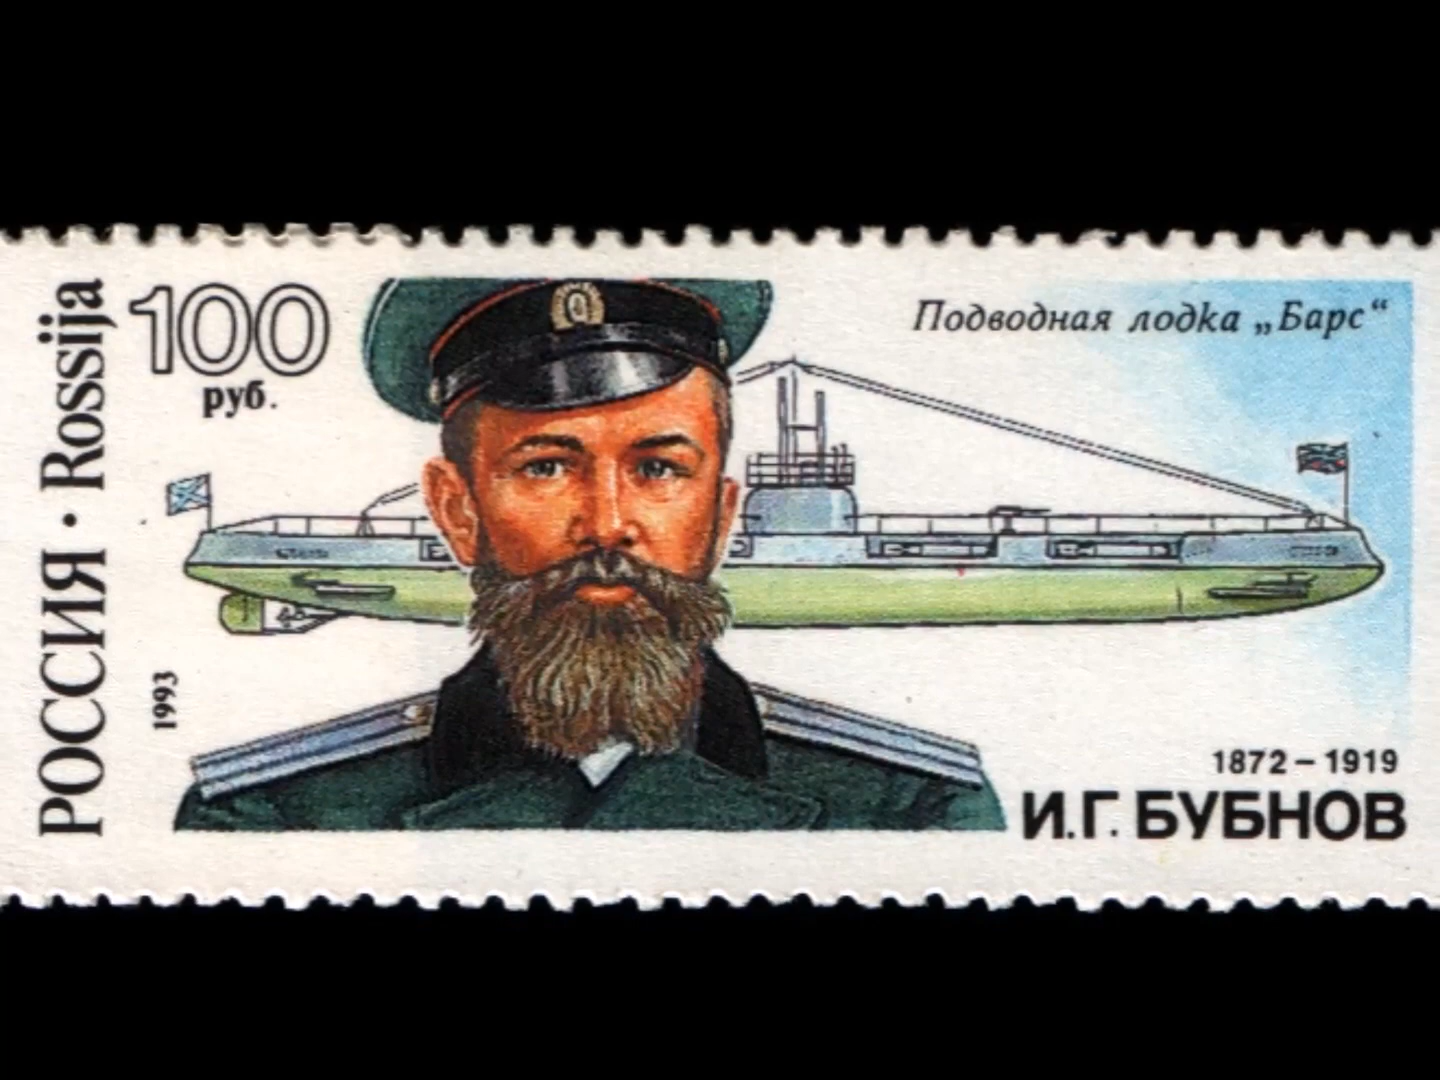 РОССИЯ · Rossija
100
руб.
1993
Подводная лодка „Барс“
1872 – 1919
И.Г. БУБНОВ